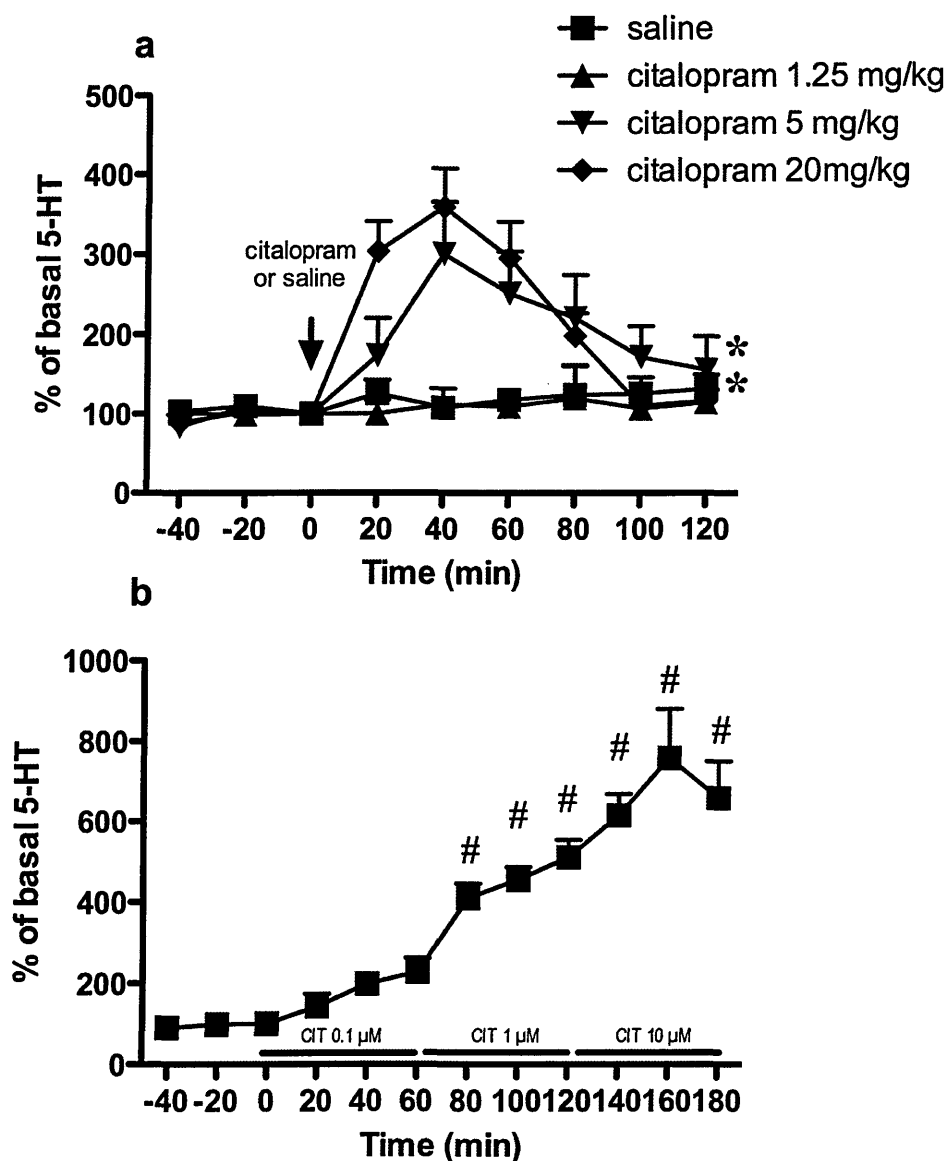 a
saline
citalopram 1.25 mg/kg
citalopram 5 mg/kg
citalopram 20mg/kg
500
400
300
200
100
0
% of basal 5-HT
citalopram
or saline
*
*
-40 -20 0 20 40 60 80 100 120
Time (min)
b
1000
800
600
400
200
0
% of basal 5-HT
# # # # # #
CIT 0.1 µM CIT 1 µM CIT 10 µM
-40 -20 0 20 40 60 80 100 120 140 160 180
Time (min)